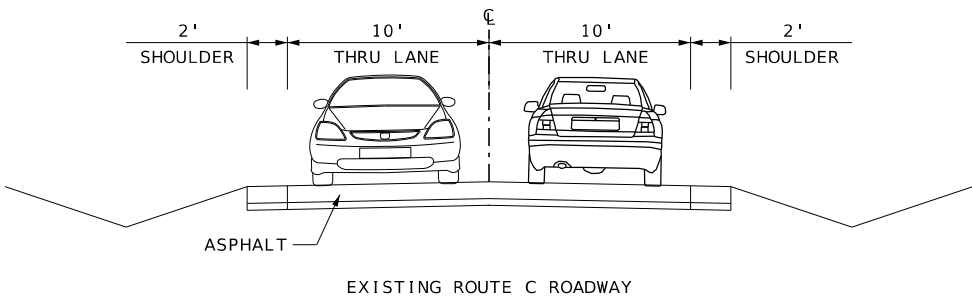 ℄
2' 10' 10' 2'
SHOULDER THRU LANE THRU LANE SHOULDER
ASPHALT
EXISTING ROUTE C ROADWAY